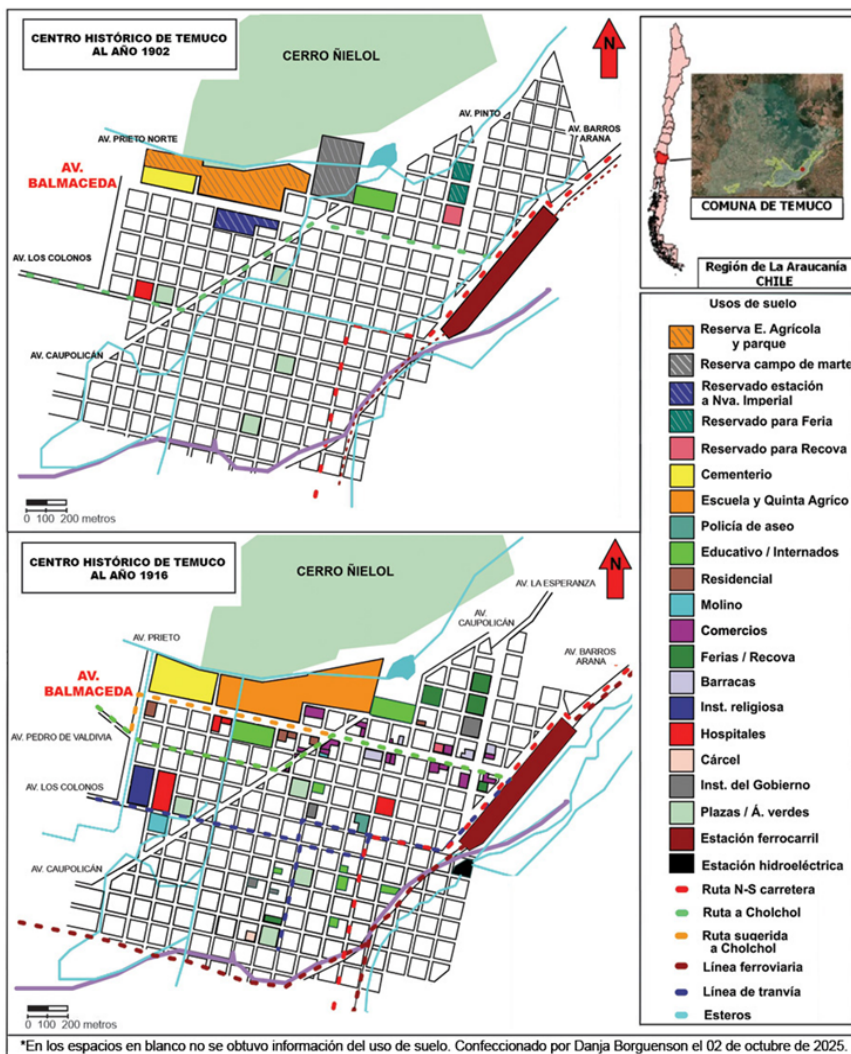 CENTRO HISTÓRICO DE TEMUCO
AL AÑO 1902
CERRO ÑIELOL
N
AV. PINTO
AV. BARROS
ARANA
AV. PRIETO NORTE
AV.
BALMACEDA
AV. LOS COLONOS
AV. CAUPOLICÁN
0 100 200 metros
COMUNA DE TEMUCO
Región de La Araucanía
CHILE
CENTRO HISTÓRICO DE TEMUCO
AL AÑO 1916
CERRO ÑIELOL
N
AV. LA ESPERANZA
AV.
CAUPOLICÁN
AV. BARROS
ARANA
AV. PRIETO
AV.
BALMACEDA
AV. PEDRO DE VALDIVIA
AV. LOS COLONOS
AV. CAUPOLICÁN
0 100 200 metros
Usos de suelo
Reserva E. Agrícola
y parque
Reserva campo de marte
Reservado estación
a Nva. Imperial
Reservado para Feria
Reservado para Recova
Cementerio
Escuela y Quinta Agríco
Policía de aseo
Educativo / Internados
Residencial
Molino
Comercios
Ferias / Recova
Barracas
Inst. religiosa
Hospitales
Cárcel
Inst. del Gobierno
Plazas / Á. verdes
Estación ferrocarril
Estación hidroeléctrica
Ruta N-S carretera
Ruta a Cholchol
Ruta sugerida
a Cholchol
Línea ferroviaria
Línea de tranvía
Esteros
*En los espacios en blanco no se obtuvo información del uso de suelo. Confeccionado por Danja Borguenson el 02 de octubre de 2025.